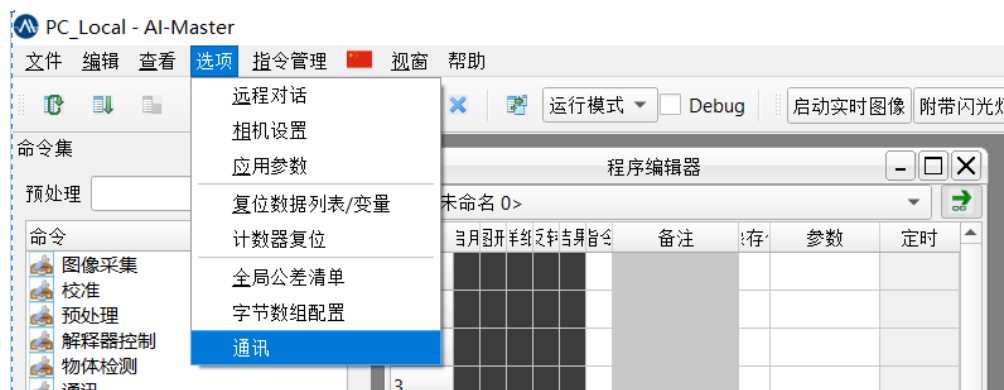 PC_Local - AI-Master
文件 编辑 查看 选项 指令管理 视窗 帮助
运行模式 Debug 启动实时图像 附带闪光
远程对话
相机设置
应用参数
复位数据列表/变量
计数器复位
全局公差清单
字节数组配置
通讯
命令集
预处理
命令
图像采集
校准
预处理
解释器控制
物体检测
通讯
程序编辑器
未命名 0>
备注 参数 定时
3